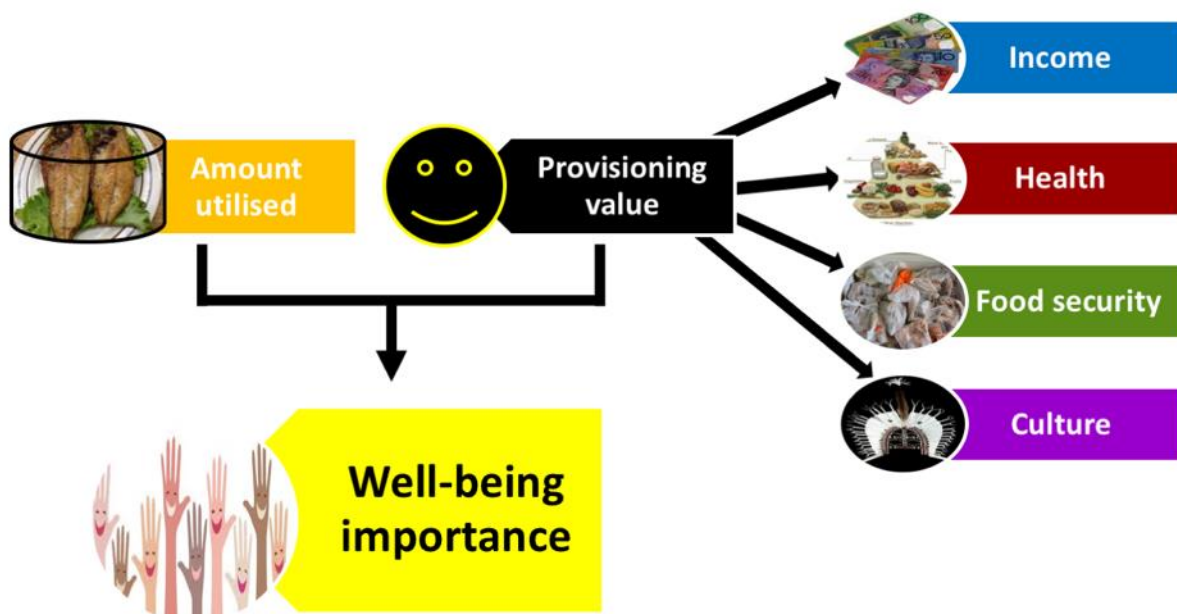 Income
Amount
utilised
Provisioning
value
Health
Food security
Culture
Well-being
importance